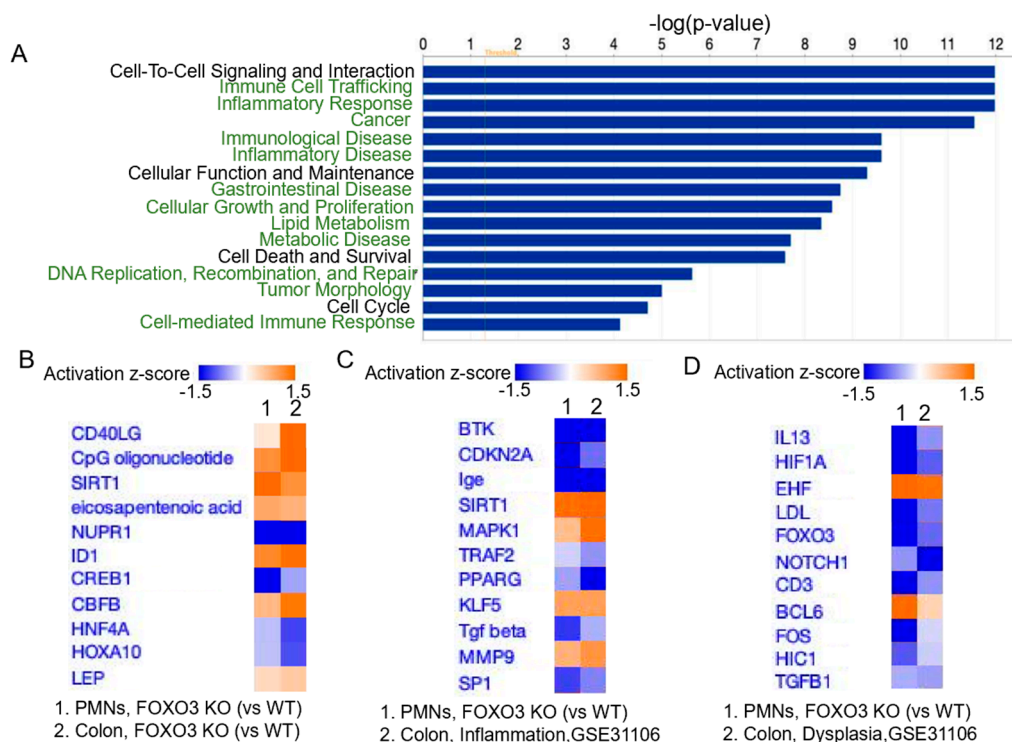 A
-log(p-value)
0 1 2 3 4 5 6 7 8 9 10 11 12
Threshold
Cell-To-Cell Signaling and Interaction
Immune Cell Trafficking
Inflammatory Response
Cancer
Immunological Disease
Inflammatory Disease
Cellular Function and Maintenance
Gastrointestinal Disease
Cellular Growth and Proliferation
Lipid Metabolism
Metabolic Disease
Cell Death and Survival
DNA Replication, Recombination, and Repair
Tumor Morphology
Cell Cycle
Cell-mediated Immune Response
B
Activation z-score
-1.5 1.5
1 2
CD40LG
CpG oligonucleotide
SIRT1
eicosapentenoic acid
NUPR1
ID1
CREB1
CBFB
HNF4A
HOXA10
LEP
1. PMNs, FOXO3 KO (vs WT)
2. Colon, FOXO3 KO (vs WT)
C
Activation z-score
-1.5 1.5
1 2
BTK
CDKN2A
Ige
SIRT1
MAPK1
TRAF2
PPARG
KLF5
Tgf beta
MMP9
SP1
1. PMNs, FOXO3 KO (vs WT)
2. Colon, Inflammation,GSE31106
D
Activation z-score
-1.5 1.5
1 2
IL13
HIF1A
EHF
LDL
FOXO3
NOTCH1
CD3
BCL6
FOS
HIC1
TGFB1
1. PMNs, FOXO3 KO (vs WT)
2. Colon, Dysplasia,GSE31106